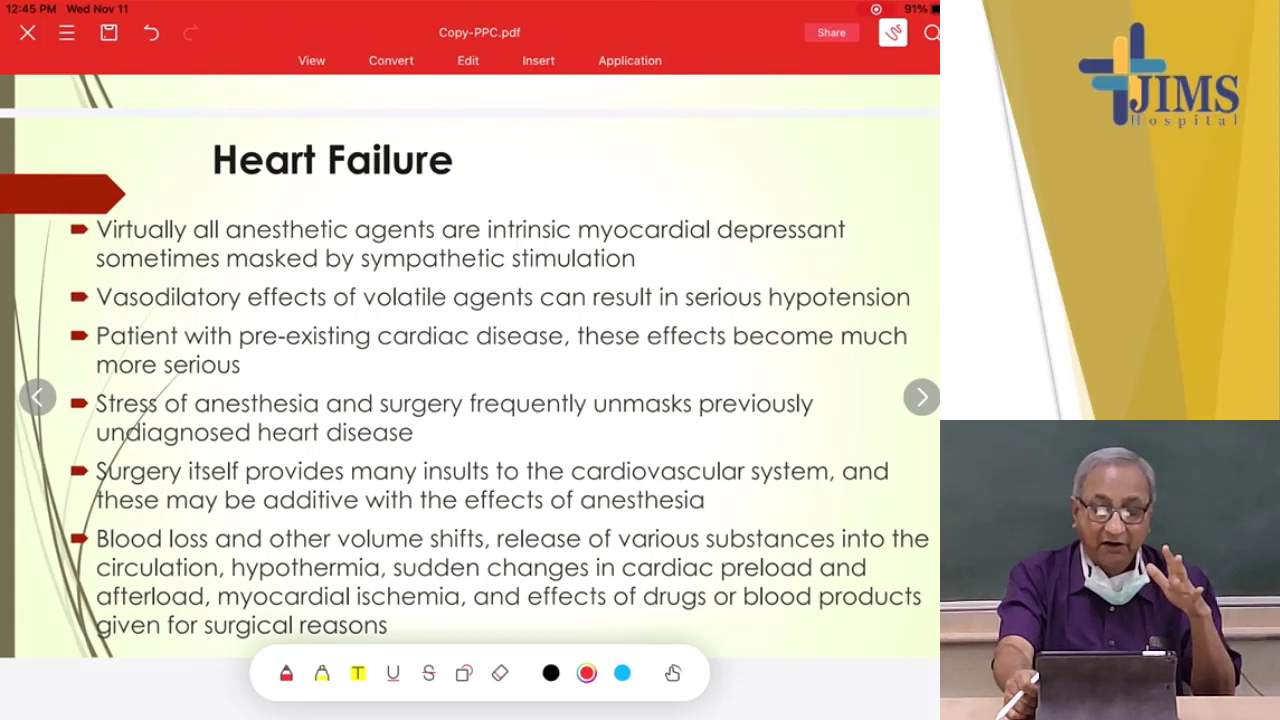 12:45 PM Wed Nov 11
91%
Copy-PPC.pdf
Share
View Convert Edit Insert Application
JIMS
Hospital
Heart Failure
Virtually all anesthetic agents are intrinsic myocardial depressant
sometimes masked by sympathetic stimulation
Vasodilatory effects of volatile agents can result in serious hypotension
Patient with pre-existing cardiac disease, these effects become much
more serious
Stress of anesthesia and surgery frequently unmasks previously
undiagnosed heart disease
Surgery itself provides many insults to the cardiovascular system, and
these may be additive with the effects of anesthesia
Blood loss and other volume shifts, release of various substances into the
circulation, hypothermia, sudden changes in cardiac preload and
afterload, myocardial ischemia, and effects of drugs or blood products
given for surgical reasons
T U S